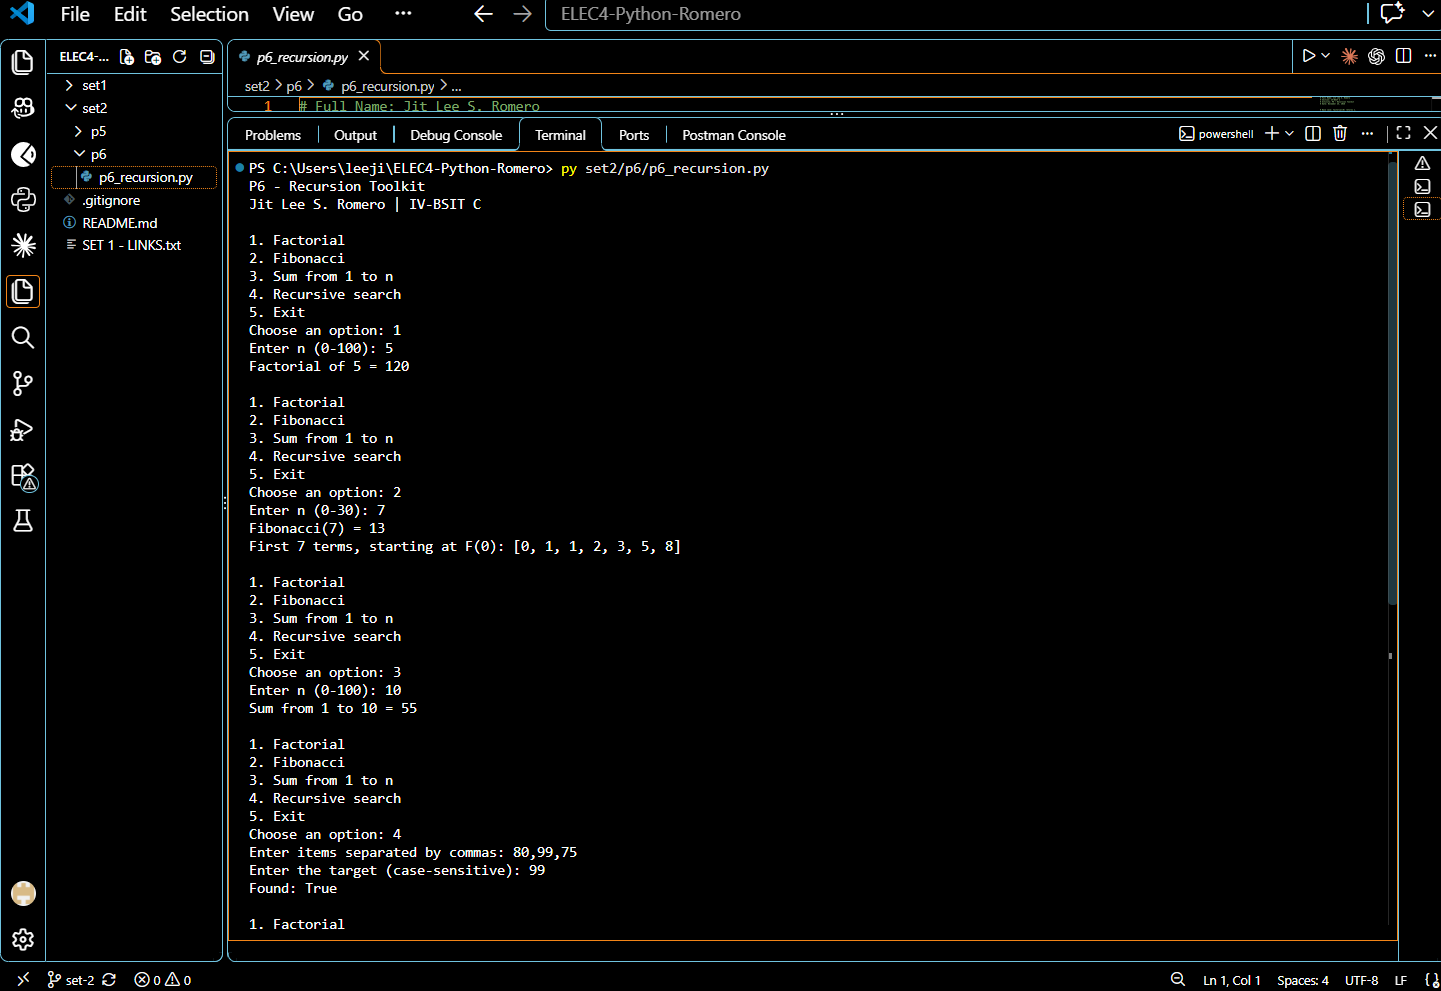 File Edit Selection View Go ··· ELEC4-Python-Romero
ELEC4-...
set1
set2
p5
p6
p6_recursion.py
.gitignore
README.md
SET 1 - LINKS.txt
p6_recursion.py
set2 > p6 > p6_recursion.py > ...
1 # Full Name: Jit Lee S. Romero
Problems Output Debug Console Terminal Ports Postman Console powershell
PS C:\Users\leeji\ELEC4-Python-Romero> py set2/p6/p6_recursion.py
P6 - Recursion Toolkit
Jit Lee S. Romero | IV-BSIT C
1. Factorial
2. Fibonacci
3. Sum from 1 to n
4. Recursive search
5. Exit
Choose an option: 1
Enter n (0-100): 5
Factorial of 5 = 120
1. Factorial
2. Fibonacci
3. Sum from 1 to n
4. Recursive search
5. Exit
Choose an option: 2
Enter n (0-30): 7
Fibonacci(7) = 13
First 7 terms, starting at F(0): [0, 1, 1, 2, 3, 5, 8]
1. Factorial
2. Fibonacci
3. Sum from 1 to n
4. Recursive search
5. Exit
Choose an option: 3
Enter n (0-100): 10
Sum from 1 to 10 = 55
1. Factorial
2. Fibonacci
3. Sum from 1 to n
4. Recursive search
5. Exit
Choose an option: 4
Enter items separated by commas: 80,99,75
Enter the target (case-sensitive): 99
Found: True
1. Factorial
set-2 0 0 Ln 1, Col 1 Spaces: 4 UTF-8 LF {}